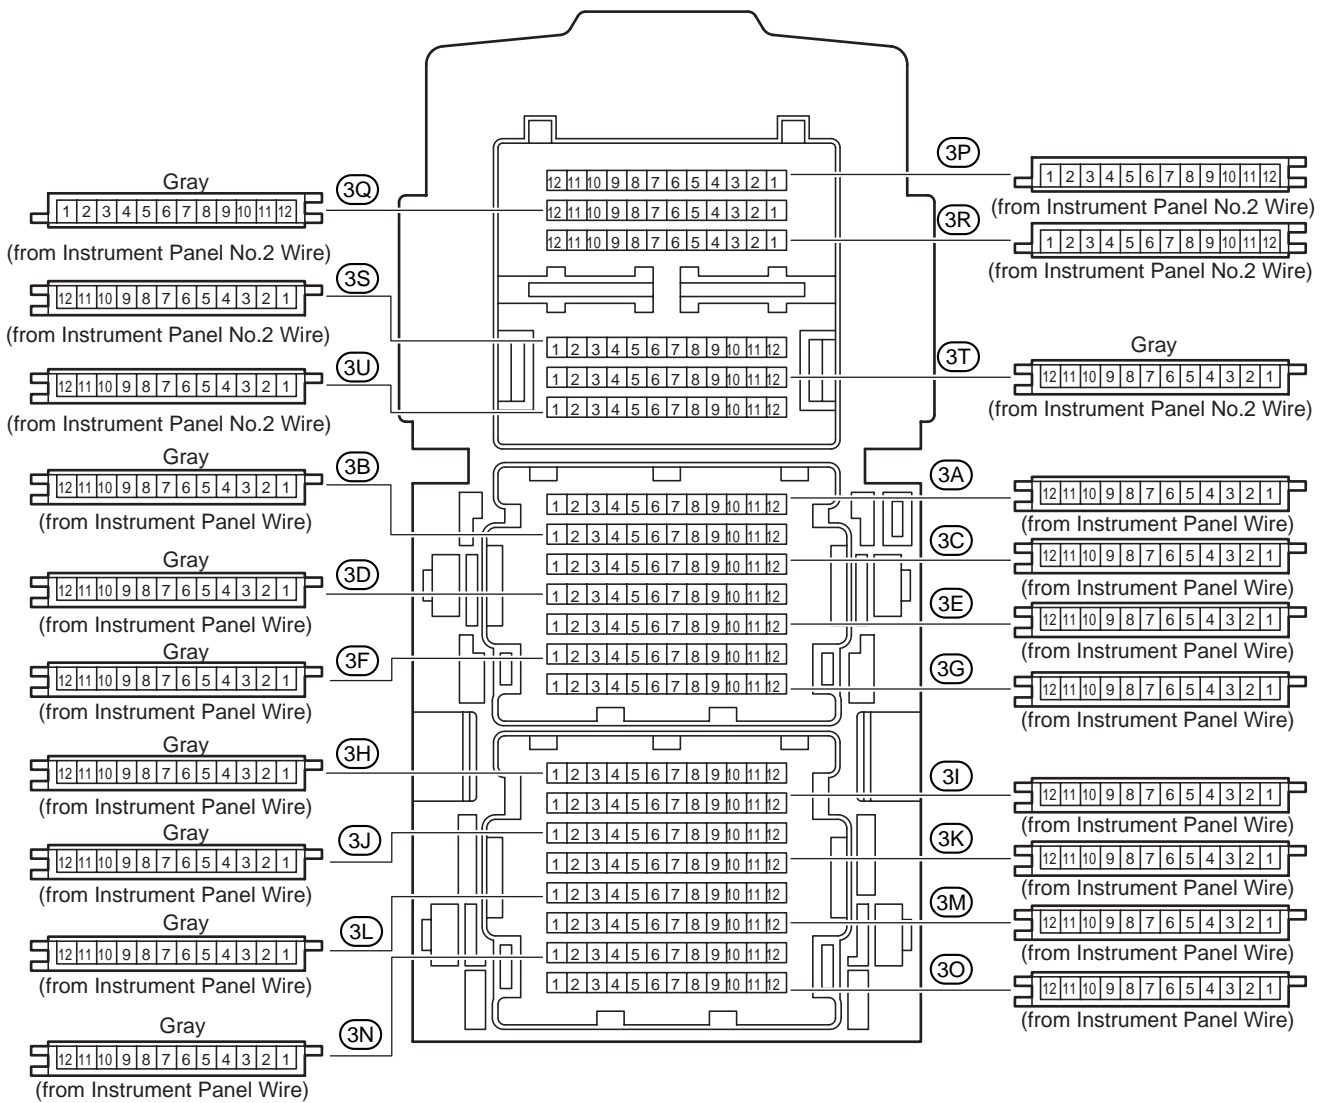 3P
1 2 3 4 5 6 7 8 9 10 11 12
(from Instrument Panel No.2 Wire)
Gray
3Q
1 2 3 4 5 6 7 8 9 10 11 12
(from Instrument Panel No.2 Wire)
12 11 10 9 8 7 6 5 4 3 2 1
12 11 10 9 8 7 6 5 4 3 2 1
12 11 10 9 8 7 6 5 4 3 2 1
3R
1 2 3 4 5 6 7 8 9 10 11 12
(from Instrument Panel No.2 Wire)
3S
12 11 10 9 8 7 6 5 4 3 2 1
(from Instrument Panel No.2 Wire)
3U
12 11 10 9 8 7 6 5 4 3 2 1
(from Instrument Panel No.2 Wire)
1 2 3 4 5 6 7 8 9 10 11 12
1 2 3 4 5 6 7 8 9 10 11 12
1 2 3 4 5 6 7 8 9 10 11 12
3T
Gray
12 11 10 9 8 7 6 5 4 3 2 1
(from Instrument Panel No.2 Wire)
Gray
3B
12 11 10 9 8 7 6 5 4 3 2 1
(from Instrument Panel Wire)
Gray
3D
12 11 10 9 8 7 6 5 4 3 2 1
(from Instrument Panel Wire)
Gray
3F
12 11 10 9 8 7 6 5 4 3 2 1
(from Instrument Panel Wire)
1 2 3 4 5 6 7 8 9 10 11 12
1 2 3 4 5 6 7 8 9 10 11 12
1 2 3 4 5 6 7 8 9 10 11 12
1 2 3 4 5 6 7 8 9 10 11 12
1 2 3 4 5 6 7 8 9 10 11 12
1 2 3 4 5 6 7 8 9 10 11 12
1 2 3 4 5 6 7 8 9 10 11 12
3A
12 11 10 9 8 7 6 5 4 3 2 1
(from Instrument Panel Wire)
3C
12 11 10 9 8 7 6 5 4 3 2 1
(from Instrument Panel Wire)
3E
12 11 10 9 8 7 6 5 4 3 2 1
(from Instrument Panel Wire)
3G
12 11 10 9 8 7 6 5 4 3 2 1
(from Instrument Panel Wire)
Gray
3H
12 11 10 9 8 7 6 5 4 3 2 1
(from Instrument Panel Wire)
Gray
3J
12 11 10 9 8 7 6 5 4 3 2 1
(from Instrument Panel Wire)
Gray
3L
12 11 10 9 8 7 6 5 4 3 2 1
(from Instrument Panel Wire)
Gray
3N
12 11 10 9 8 7 6 5 4 3 2 1
(from Instrument Panel Wire)
1 2 3 4 5 6 7 8 9 10 11 12
1 2 3 4 5 6 7 8 9 10 11 12
1 2 3 4 5 6 7 8 9 10 11 12
1 2 3 4 5 6 7 8 9 10 11 12
1 2 3 4 5 6 7 8 9 10 11 12
1 2 3 4 5 6 7 8 9 10 11 12
1 2 3 4 5 6 7 8 9 10 11 12
1 2 3 4 5 6 7 8 9 10 11 12
3I
12 11 10 9 8 7 6 5 4 3 2 1
(from Instrument Panel Wire)
3K
12 11 10 9 8 7 6 5 4 3 2 1
(from Instrument Panel Wire)
3M
12 11 10 9 8 7 6 5 4 3 2 1
(from Instrument Panel Wire)
3O
12 11 10 9 8 7 6 5 4 3 2 1
(from Instrument Panel Wire)